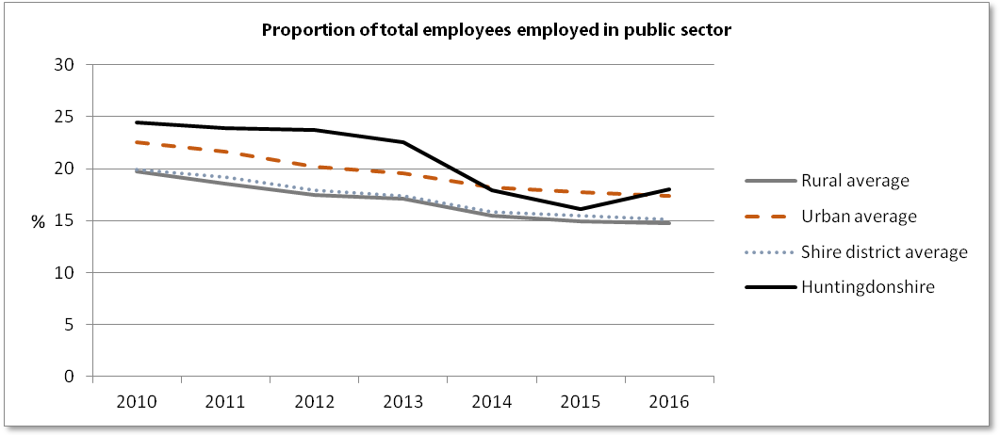 Proportion of total employees employed in public sector
30
25
20
15
10
5
0
%
2010 2011 2012 2013 2014 2015 2016
Rural average
Urban average
Shire district average
Huntingdonshire